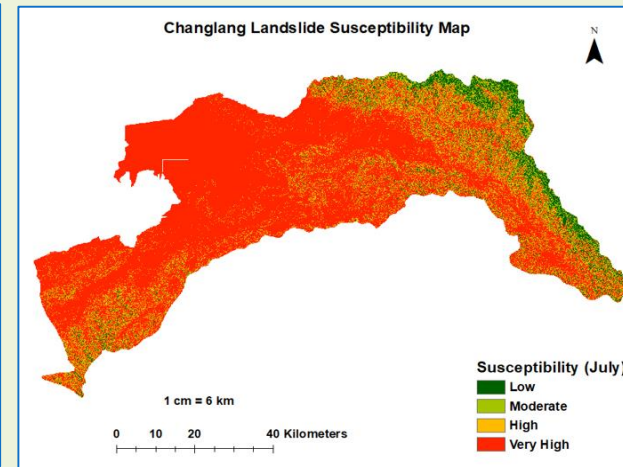 Changlang Landslide Susceptibility Map
N
Susceptibility (July)
Low
Moderate
High
Very High
1 cm = 6 km
0 10 20 40 Kilometers